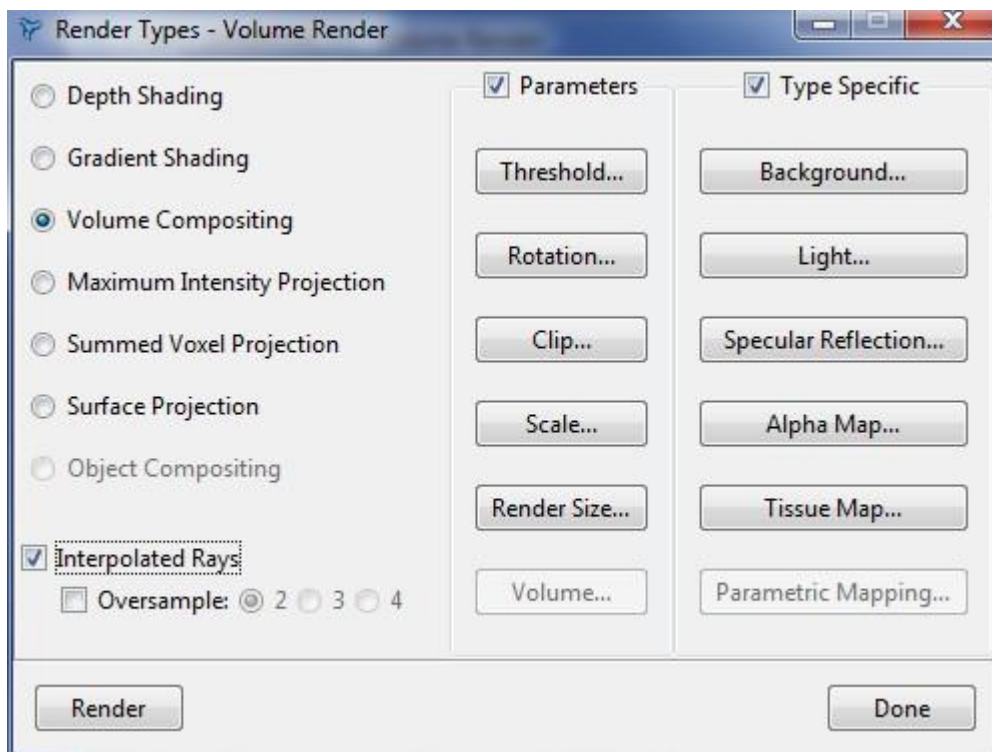 Render Types - Volume Render
Depth Shading
Gradient Shading
Volume Compositing
Maximum Intensity Projection
Summed Voxel Projection
Surface Projection
Object Compositing
Interpolated Rays
Oversample: 2 3 4
Parameters
Threshold...
Rotation...
Clip...
Scale...
Render Size...
Volume...
Type Specific
Background...
Light...
Specular Reflection...
Alpha Map...
Tissue Map...
Parametric Mapping...
Render
Done